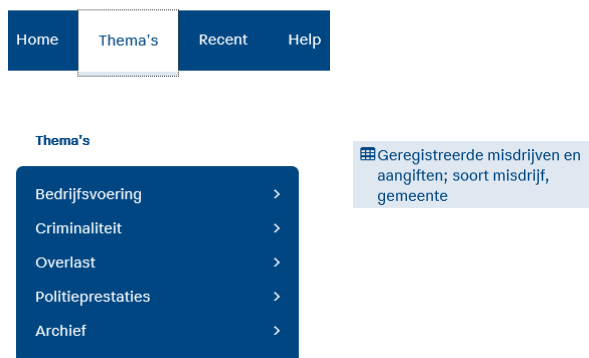 Home Thema's Recent Help
Thema's
Bedrijfsvoering
Criminaliteit
Overlast
Politieprestaties
Archief
Geregistreerde misdrijven en
aangiften; soort misdrijf,
gemeente